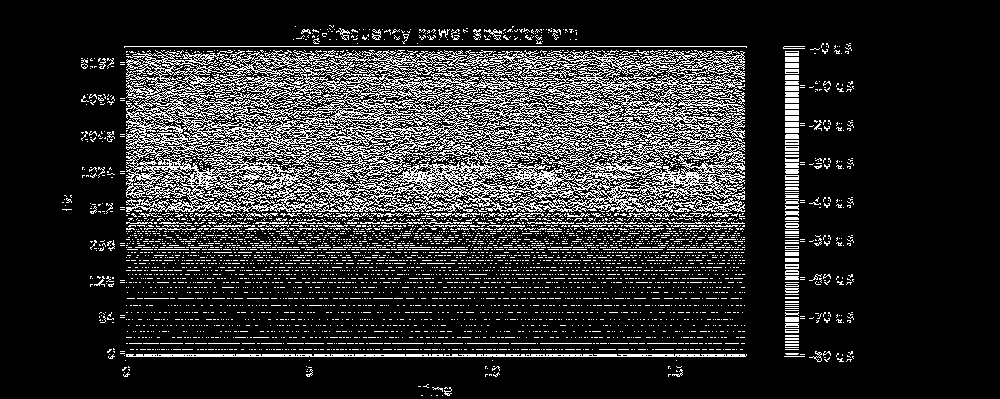 Log-frequency power spectrogram
8192
4096
2048
1024
512
256
128
64
0
Hz
0
5
10
15
Time
-0 dB
-10 dB
-20 dB
-30 dB
-40 dB
-50 dB
-60 dB
-70 dB
-80 dB